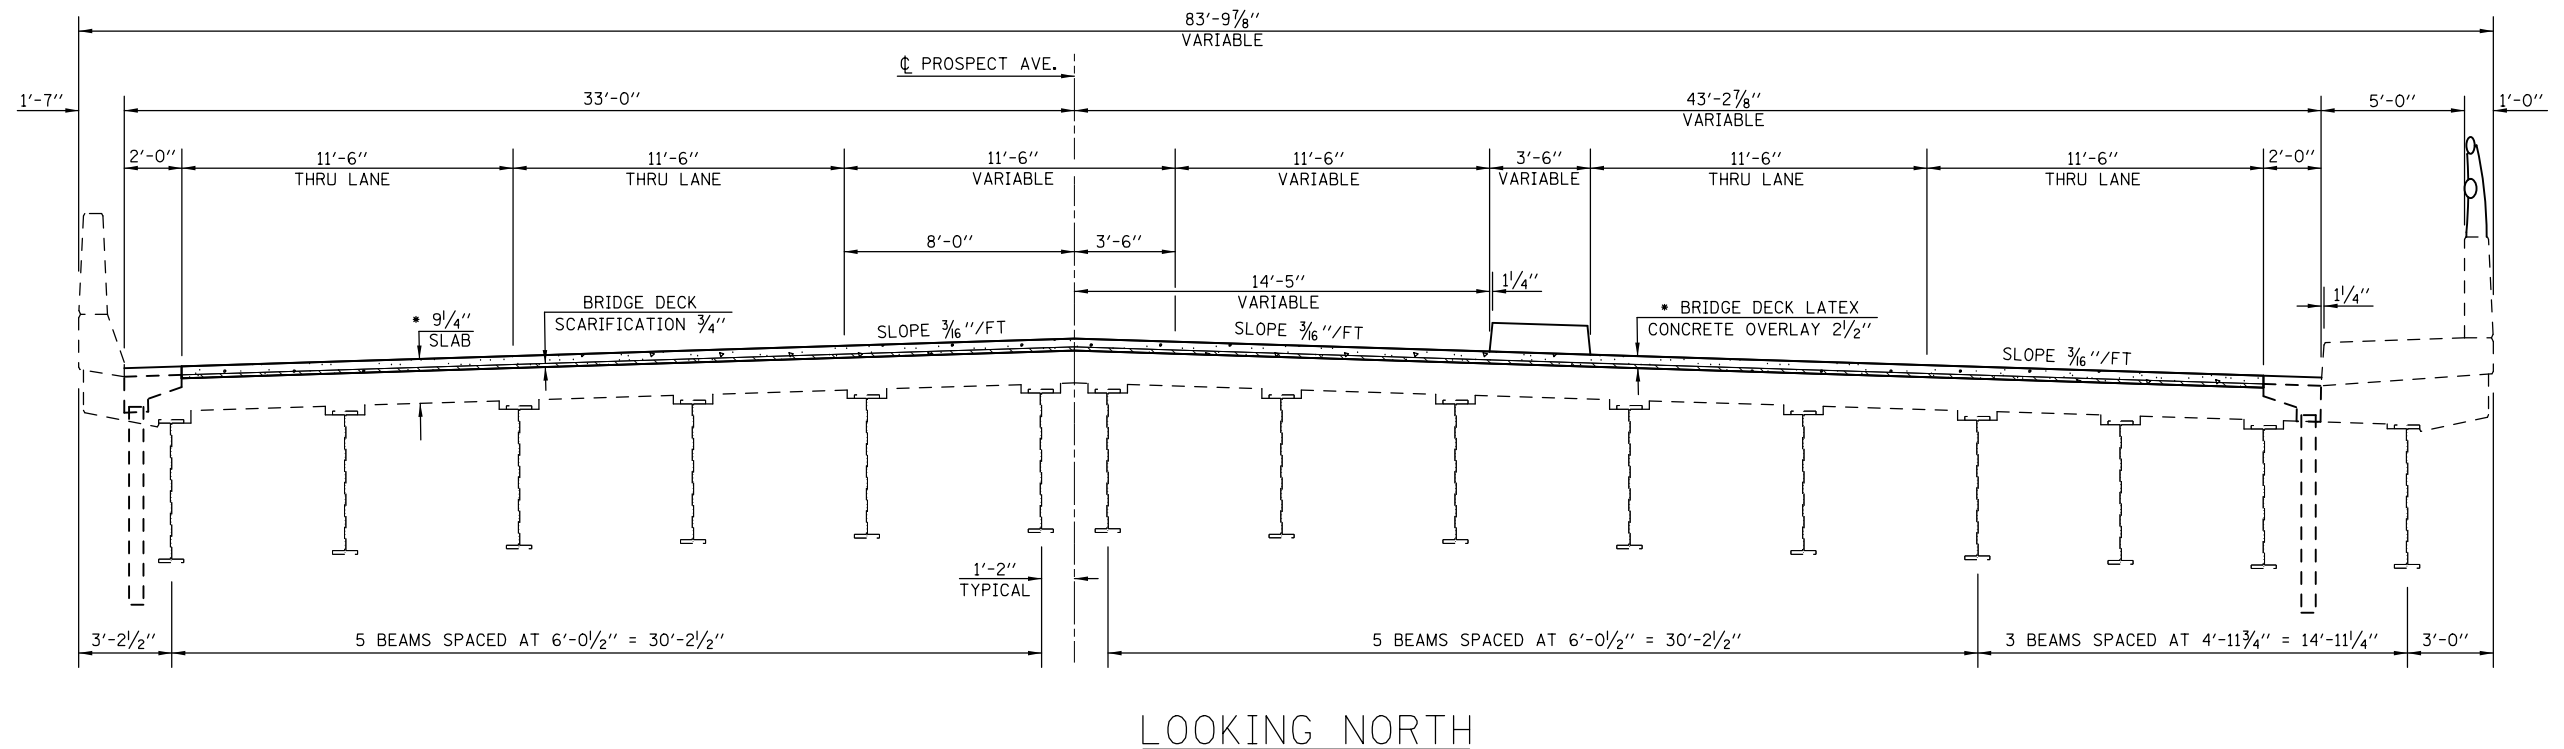 83'-9⅞"
VARIABLE
℄ PROSPECT AVE.
1'-7"
33'-0"
43'-2⅞"
VARIABLE
5'-0"
1'-0"
2'-0"
11'-6"
THRU LANE
11'-6"
THRU LANE
11'-6"
VARIABLE
11'-6"
VARIABLE
3'-6"
VARIABLE
11'-6"
THRU LANE
11'-6"
THRU LANE
2'-0"
8'-0"
3'-6"
14'-5"
VARIABLE
1¼"
* 9¼"
SLAB
BRIDGE DECK
SCARIFICATION ¾"
SLOPE 3/16"/FT
SLOPE 3/16"/FT
* BRIDGE DECK LATEX
CONCRETE OVERLAY 2½"
1¼"
SLOPE 3/16"/FT
1'-2"
TYPICAL
3'-2½"
5 BEAMS SPACED AT 6'-0½" = 30'-2½"
5 BEAMS SPACED AT 6'-0½" = 30'-2½"
3 BEAMS SPACED AT 4'-11¾" = 14'-11¼"
3'-0"
LOOKING NORTH